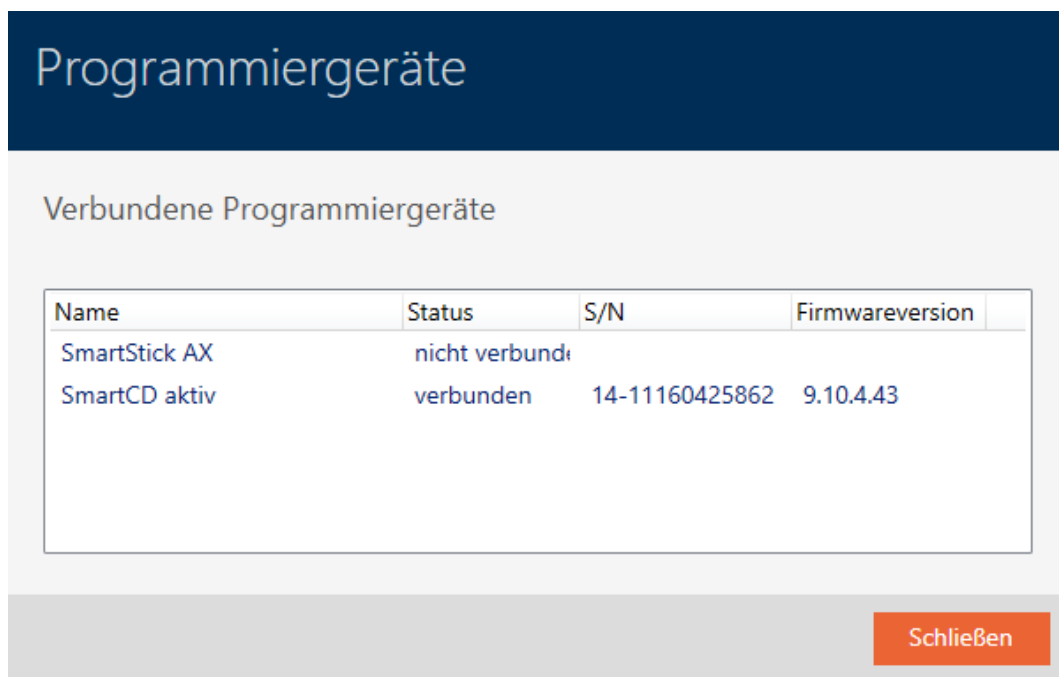 Programmiergeräte
Verbundene Programmiergeräte
Name Status S/N Firmwareversion
SmartStick AX nicht verbunde
SmartCD aktiv verbunden 14-11160425862 9.10.4.43
Schließen